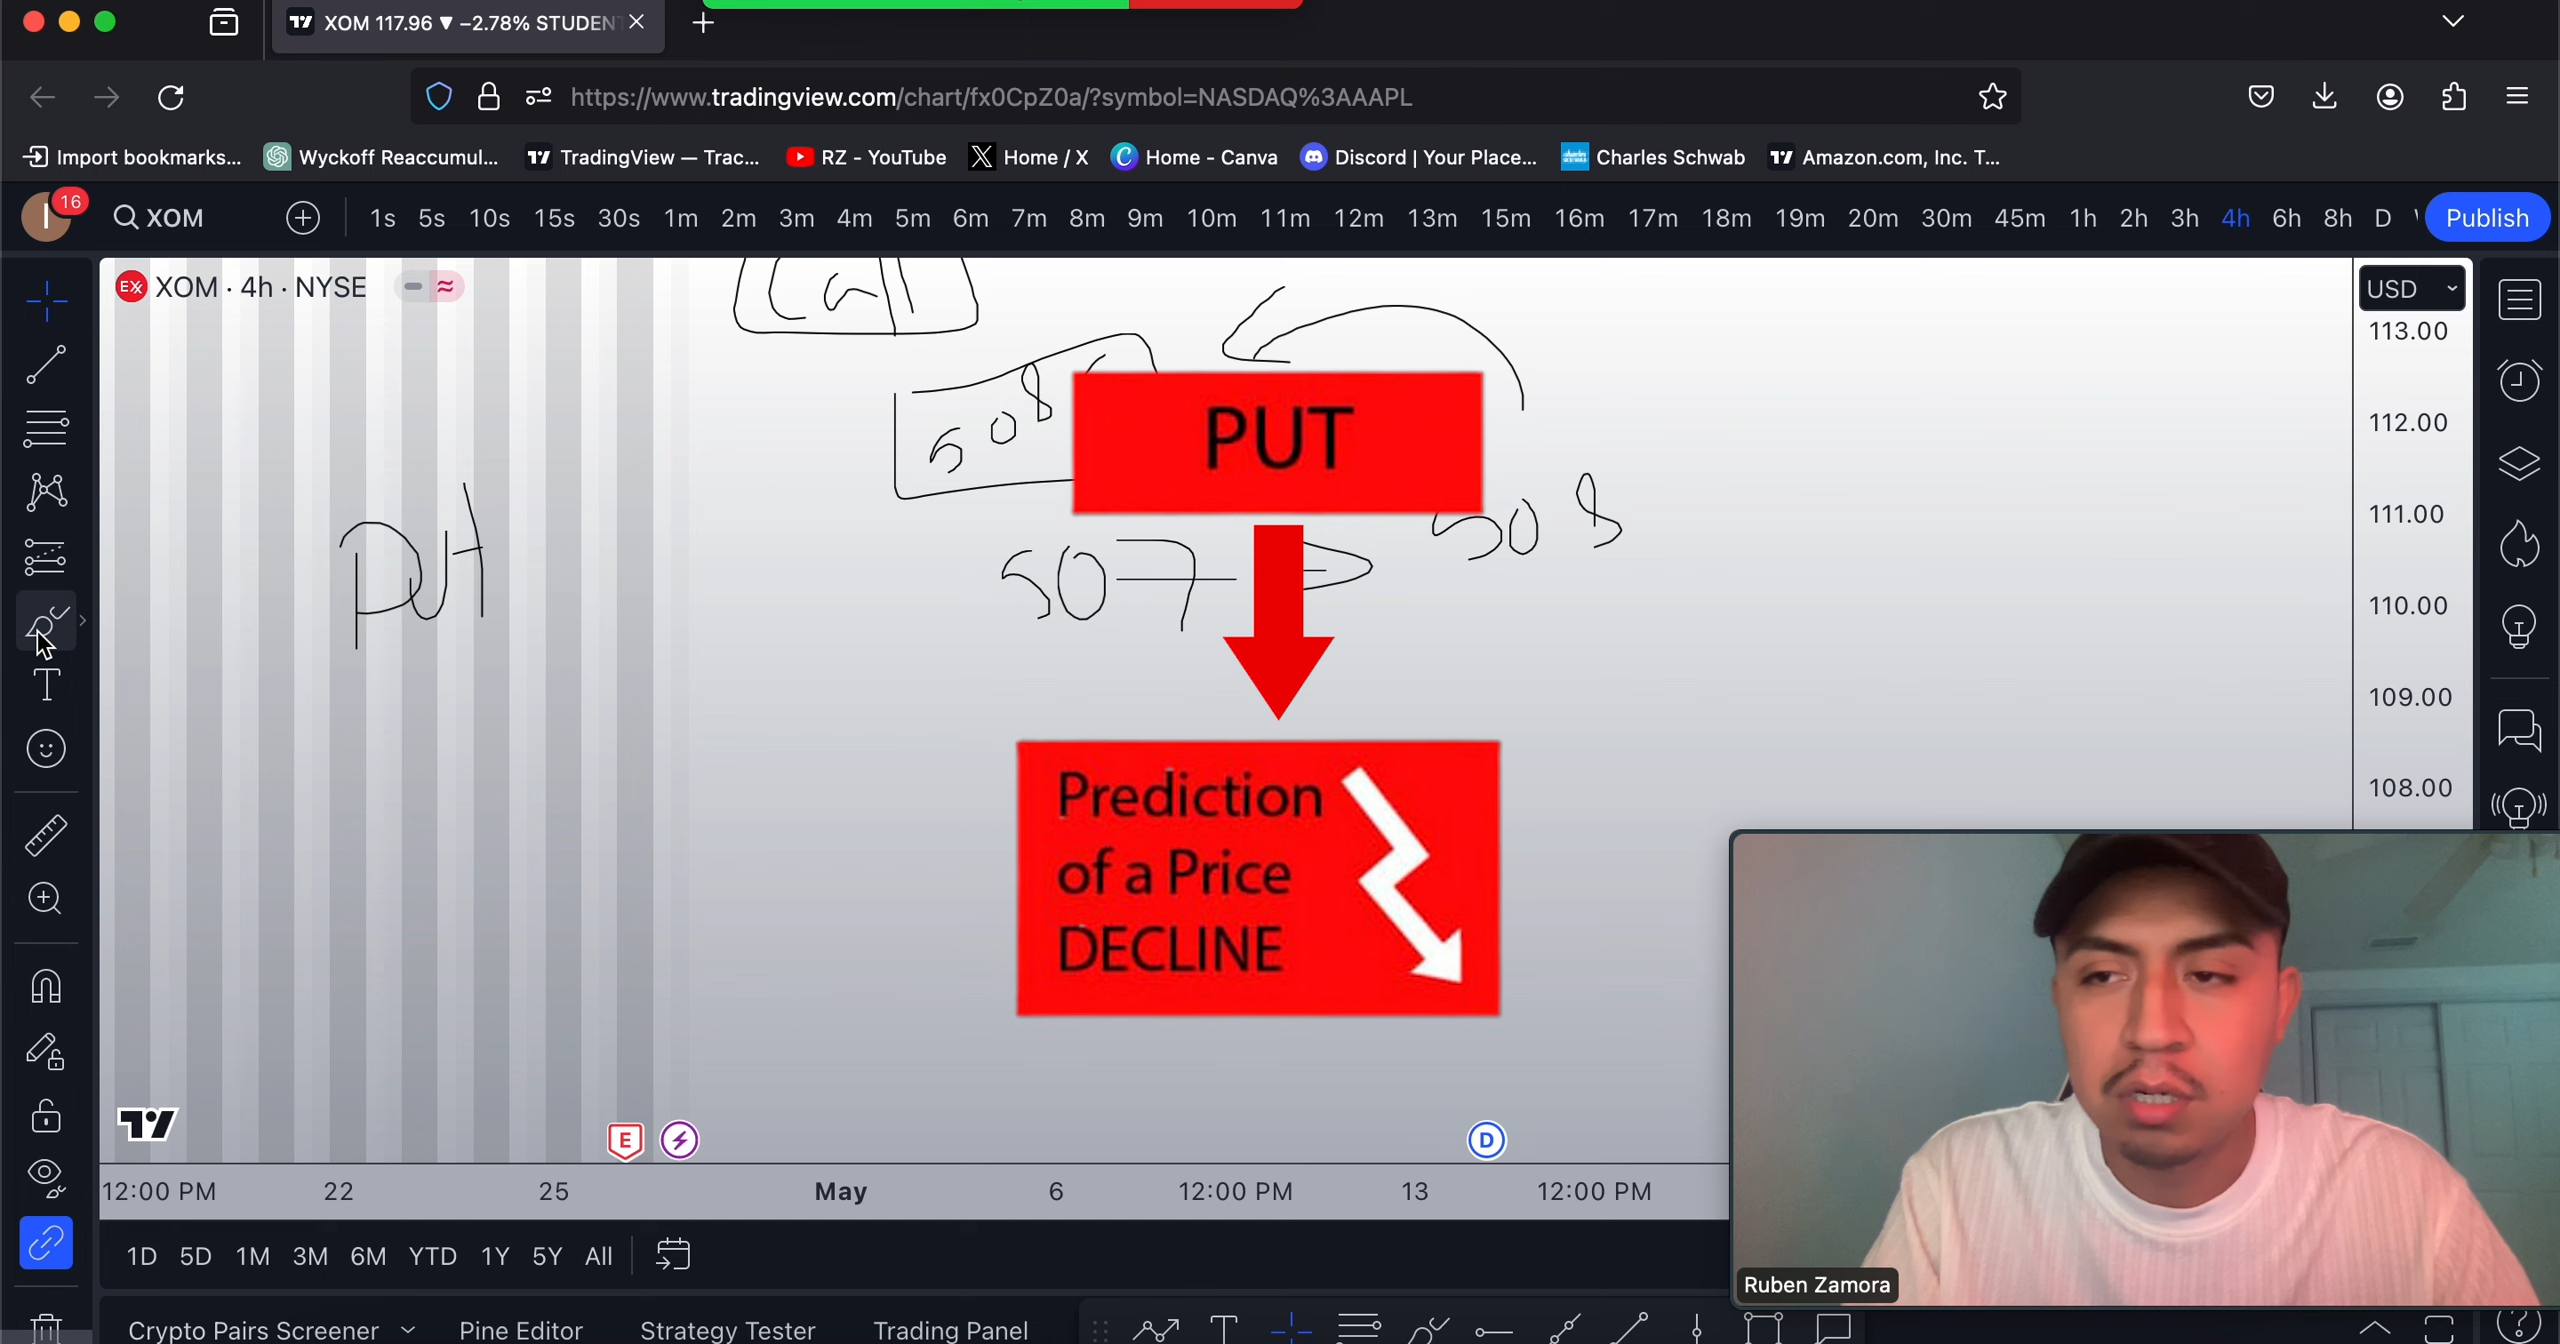 XOM 117.96 ▼ −2.78% STUDEN
https://www.tradingview.com/chart/fx0CpZ0a/?symbol=NASDAQ%3AAAPL
Import bookmarks... Wyckoff Reaccumul... TradingView — Trac... RZ - YouTube Home / X Home - Canva Discord | Your Place... Charles Schwab Amazon.com, Inc. T...
I 16 XOM 1s 5s 10s 15s 30s 1m 2m 3m 4m 5m 6m 7m 8m 9m 10m 11m 12m 13m 15m 16m 17m 18m 19m 20m 30m 45m 1h 2h 3h 4h 6h 8h D Publish
EX XOM · 4h · NYSE
Call
USD
113.00
112.00
111.00
110.00
109.00
108.00
508
PUT
508
Put
507
Prediction
of a Price
DECLINE
E D
12:00 PM 22 25 May 6 12:00 PM 13 12:00 PM
1D 5D 1M 3M 6M YTD 1Y 5Y All
Ruben Zamora
Crypto Pairs Screener Pine Editor Strategy Tester Trading Panel